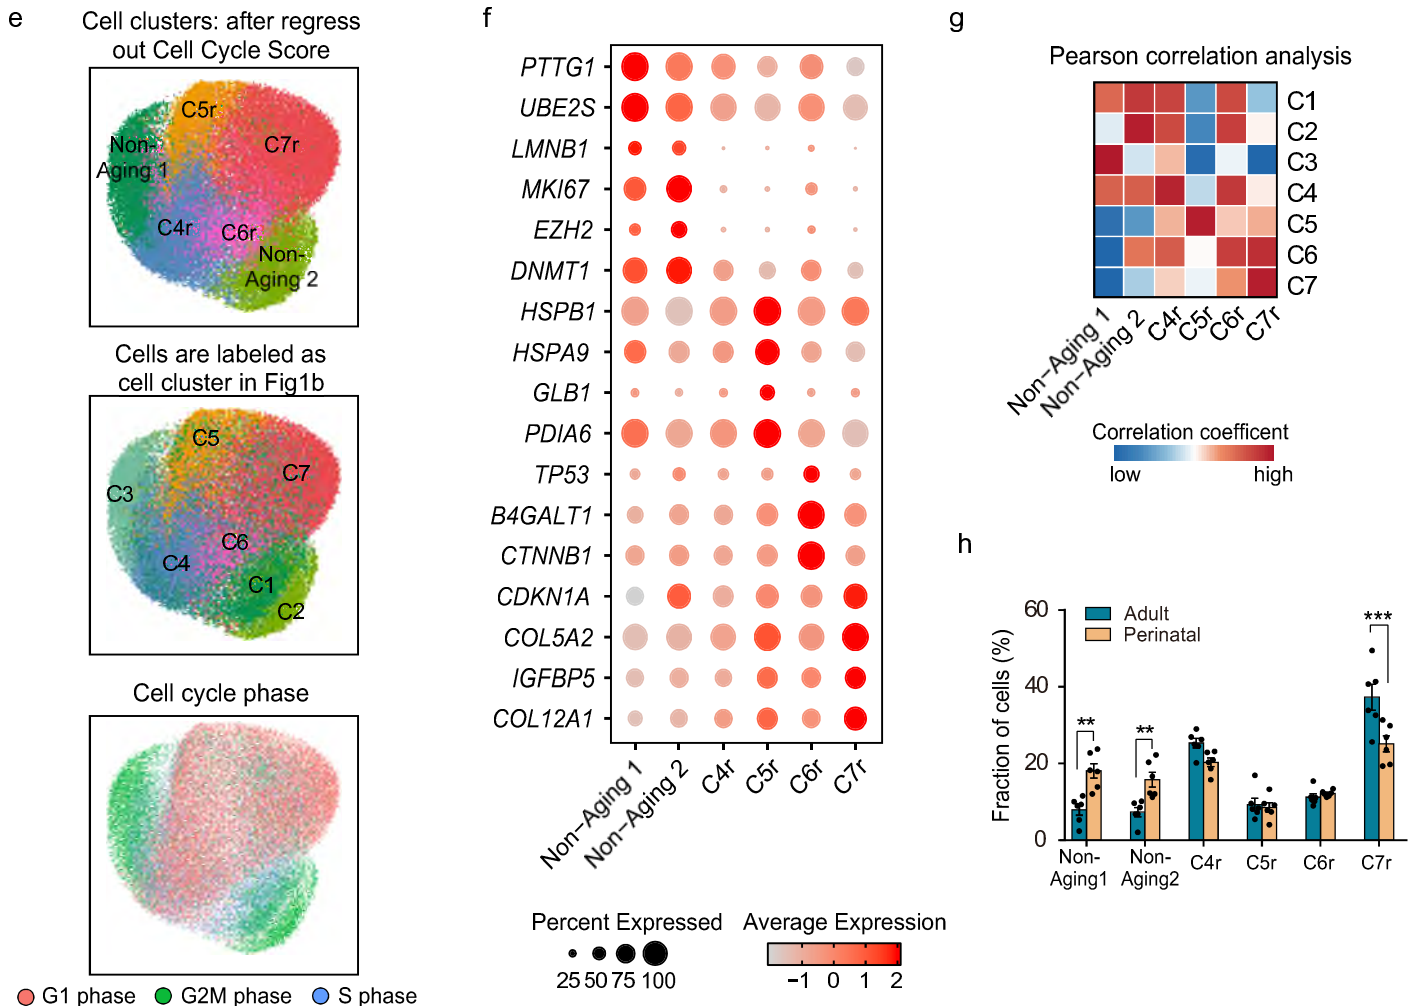 e
Cell clusters: after regress
out Cell Cycle Score
C5r
Non-
Aging 1
C7r
C4r
C6r
Non-
Aging 2
Cells are labeled as
cell cluster in Fig1b
C5
C7
C3
C6
C4
C1
C2
Cell cycle phase
G1 phase
G2M phase
S phase
f
PTTG1
UBE2S
LMNB1
MKI67
EZH2
DNMT1
HSPB1
HSPA9
GLB1
PDIA6
TP53
B4GALT1
CTNNB1
CDKN1A
COL5A2
IGFBP5
COL12A1
Non−Aging 1
Non−Aging 2
C4r
C5r
C6r
C7r
Percent Expressed
25 50 75 100
Average Expression
−1 0 1 2
g
Pearson correlation analysis
C1
C2
C3
C4
C5
C6
C7
Non−Aging 1
Non−Aging 2
C4r
C5r
C6r
C7r
Correlation coefficent
low
high
h
Fraction of cells (%)
60
40
20
0
Adult
Perinatal
**
**
***
Non-
Aging1
Non-
Aging2
C4r
C5r
C6r
C7r